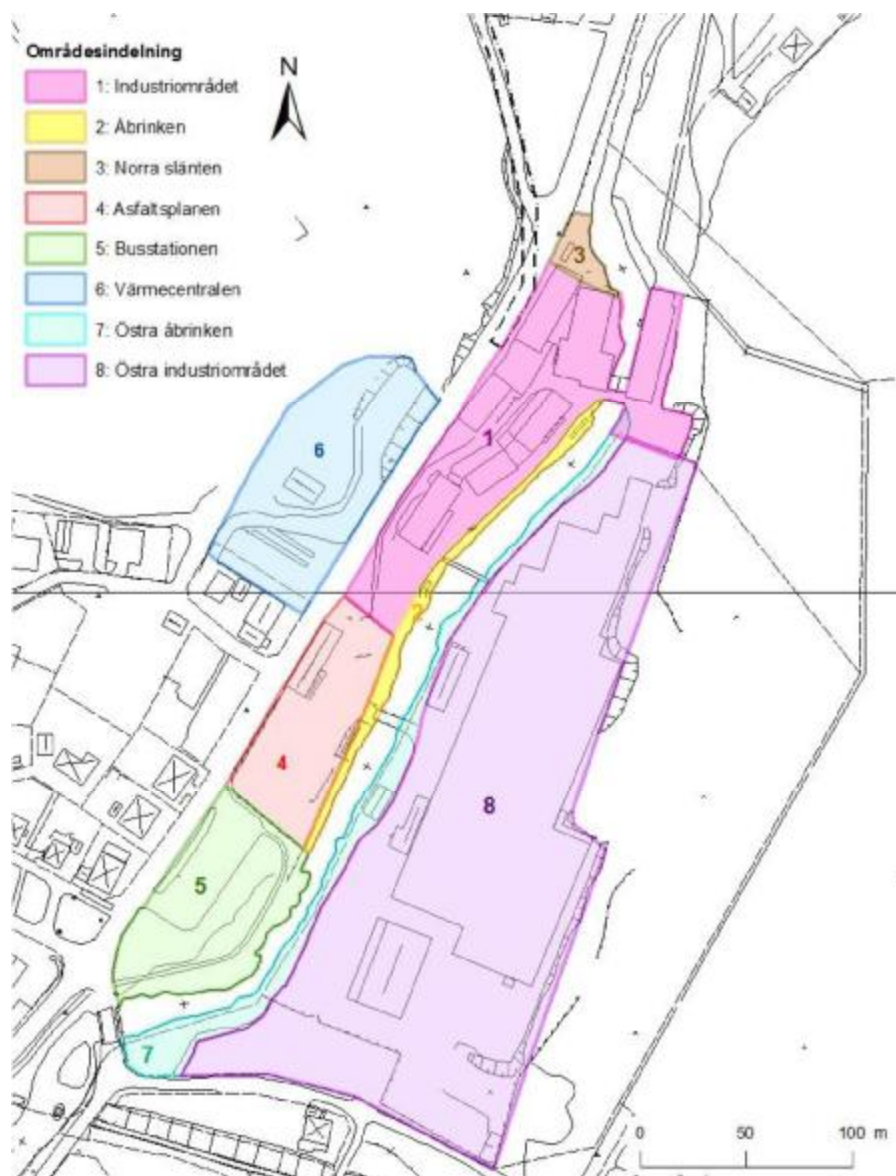 Områdesindelning
N
1: Industriområdet
2: Åbrinken
3: Norra slänten
4: Asfaltsplanen
5: Busstationen
6: Värmecentralen
7: Östra åbrinken
8: Östra industriområdet
3
1
6
4
8
5
7
0 50 100 m